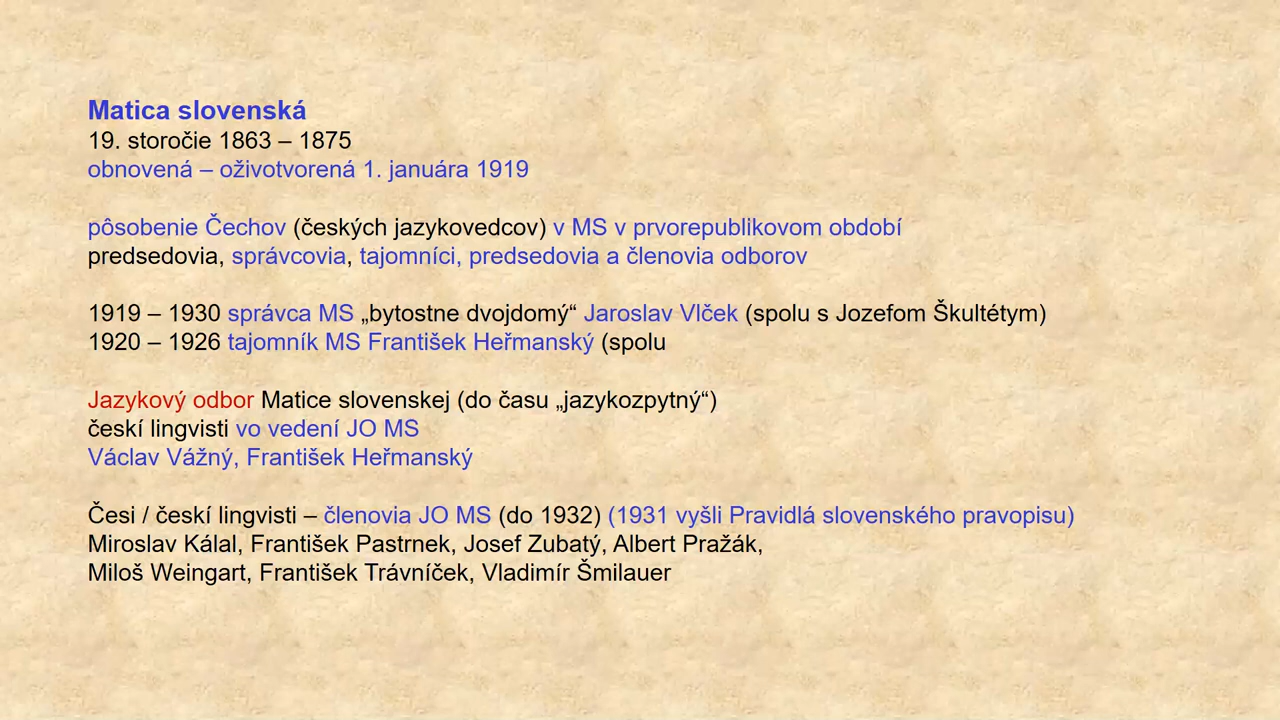 Matica slovenská
19. storočie 1863 – 1875
obnovená – oživotvorená 1. januára 1919
pôsobenie Čechov (českých jazykovedcov) v MS v prvorepublikovom období
predsedovia, správcovia, tajomníci, predsedovia a členovia odborov
1919 – 1930 správca MS „bytostne dvojdomý“ Jaroslav Vlček (spolu s Jozefom Škultétym)
1920 – 1926 tajomník MS František Heřmanský (spolu
Jazykový odbor Matice slovenskej (do času „jazykozpytný“)
českí lingvisti vo vedení JO MS
Václav Vážný, František Heřmanský
Česi / českí lingvisti – členovia JO MS (do 1932) (1931 vyšli Pravidlá slovenského pravopisu)
Miroslav Kálal, František Pastrnek, Josef Zubatý, Albert Pražák,
Miloš Weingart, František Trávníček, Vladimír Šmilauer